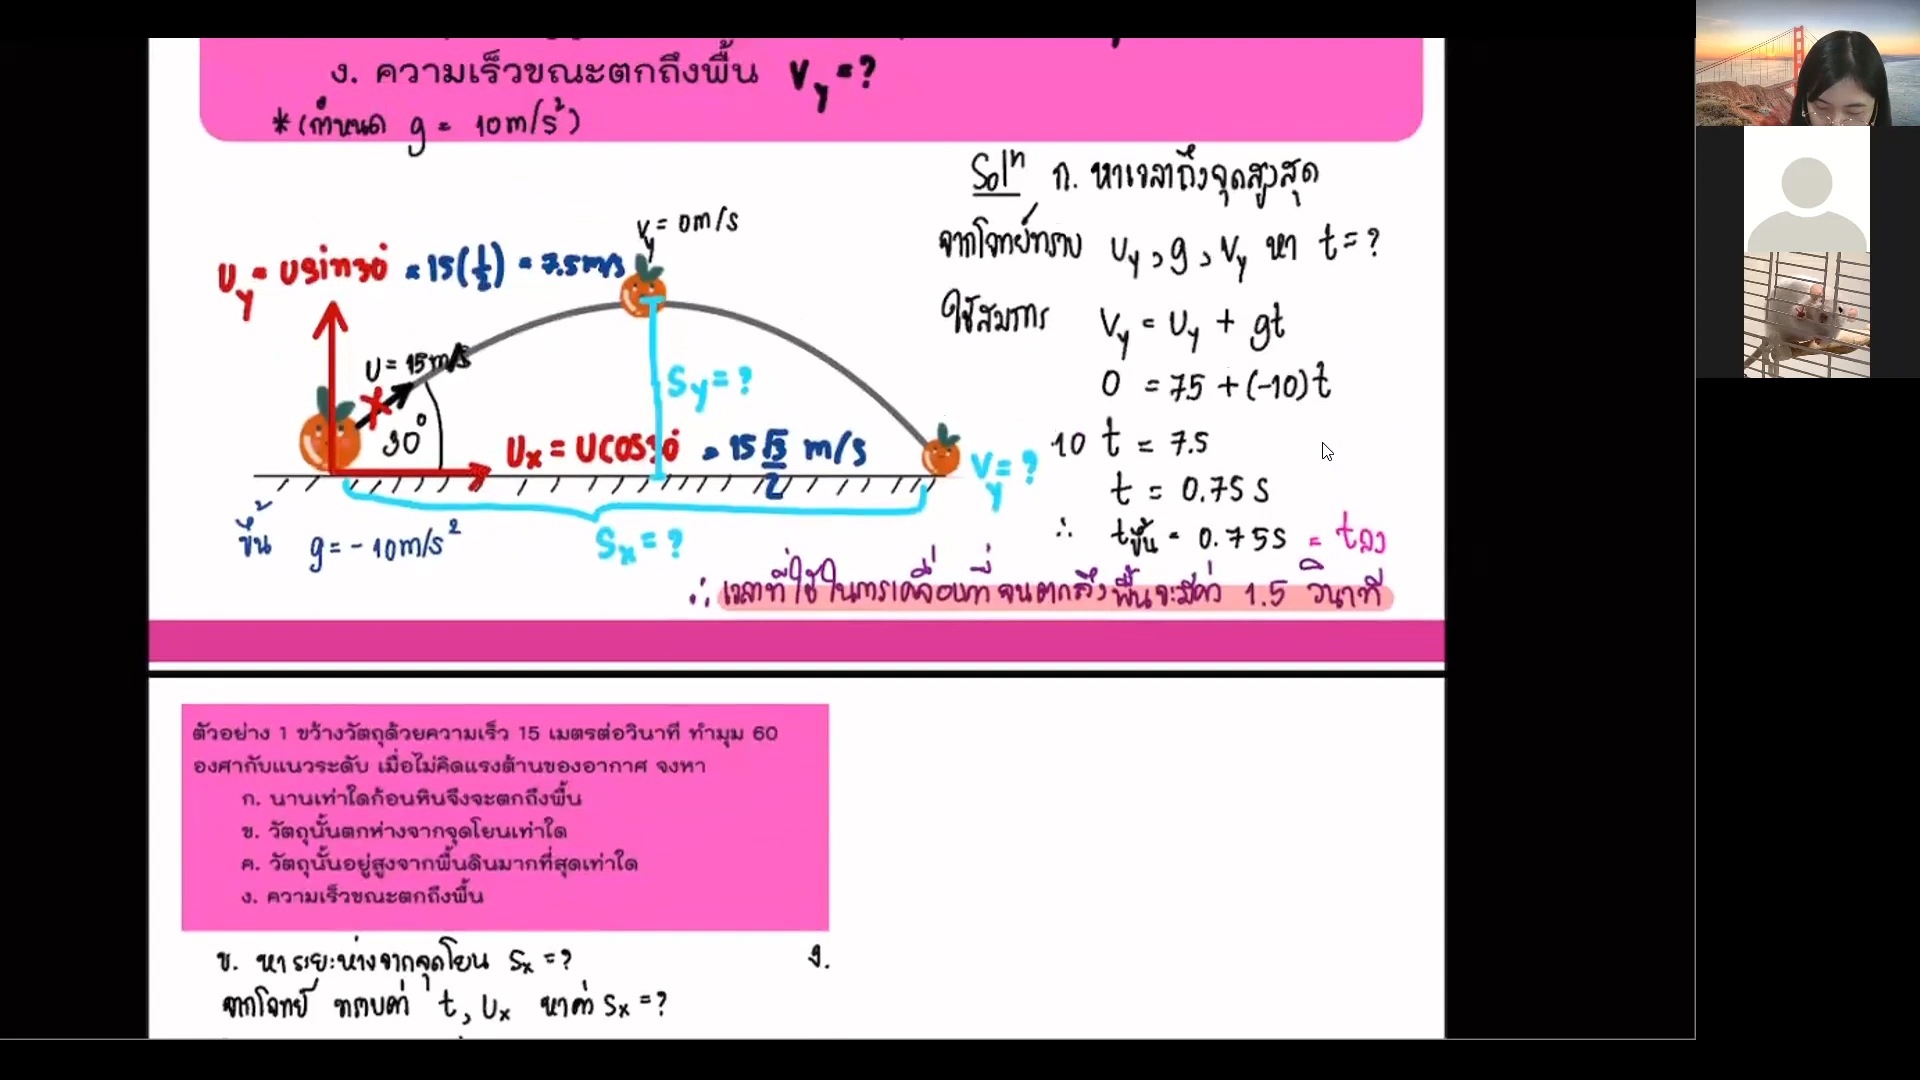 ง. ความเร็วขณะตกถึงพื้น Vy = ?
*(กำหนด g = 10 m/s²)
Solⁿ ก. หาเวลาถึงจุดสูงสุด
Vy = 0 m/s
จากโจทย์ทราบ Uy, g, Vy หา t = ?
Uy = U sin30° = 15(1/2) = 7.5 m/s
ใช้สมการ Vy = Uy + gt
U = 15 m/s
Sy = ?
0 = 75 + (-10)t
30°
Ux = U cos30° = 15 √3/2 m/s
10 t = 7.5
Vy = ?
t = 0.75 s
ขึ้น g = -10 m/s²
Sx = ?
∴ tขึ้น = 0.75 s = tลง
∴ เวลาที่ใช้ในการเคลื่อนที่จนตกถึงพื้นจะมีค่า 1.5 วินาที
ตัวอย่าง 1 ขว้างวัตถุด้วยความเร็ว 15 เมตรต่อวินาที ทำมุม 60
องศากับแนวระดับ เมื่อไม่คิดแรงต้านของอากาศ จงหา
ก. นานเท่าใดก้อนหินจึงจะตกถึงพื้น
ข. วัตถุนั้นตกห่างจากจุดโยนเท่าใด
ค. วัตถุนั้นอยู่สูงจากพื้นดินมากที่สุดเท่าใด
ง. ความเร็วขณะตกถึงพื้น
ข. หาระยะห่างจากจุดโยน Sx = ?
ง.
จากโจทย์ ทราบค่า t, Ux หาค่า Sx = ?